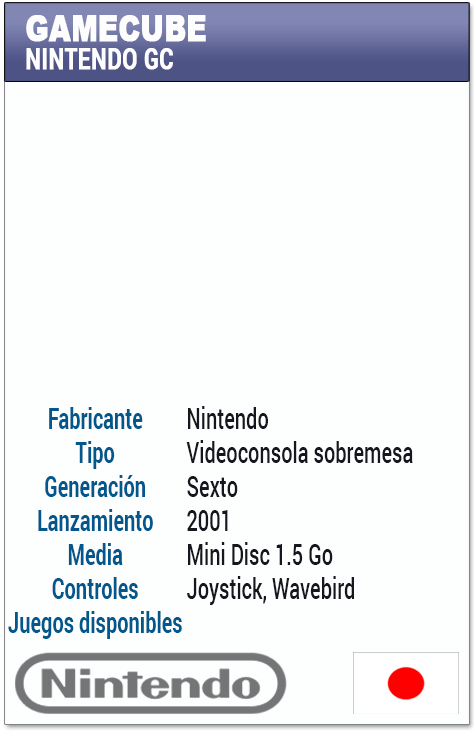 GAMECUBE
NINTENDO GC
Fabricante Nintendo
Tipo Videoconsola sobremesa
Generación Sexto
Lanzamiento 2001
Media Mini Disc 1.5 Go
Controles Joystick, Wavebird
Juegos disponibles
Nintendo